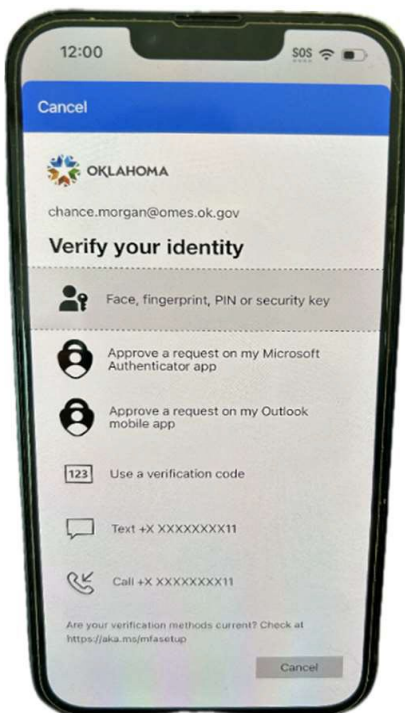 12:00
SOS
Cancel
OKLAHOMA
chance.morgan@omes.ok.gov
Verify your identity
Face, fingerprint, PIN or security key
Approve a request on my Microsoft
Authenticator app
Approve a request on my Outlook
mobile app
123
Use a verification code
Text +X XXXXXXXX11
Call +X XXXXXXXX11
Are your verification methods current? Check at
https://aka.ms/mfasetup
Cancel